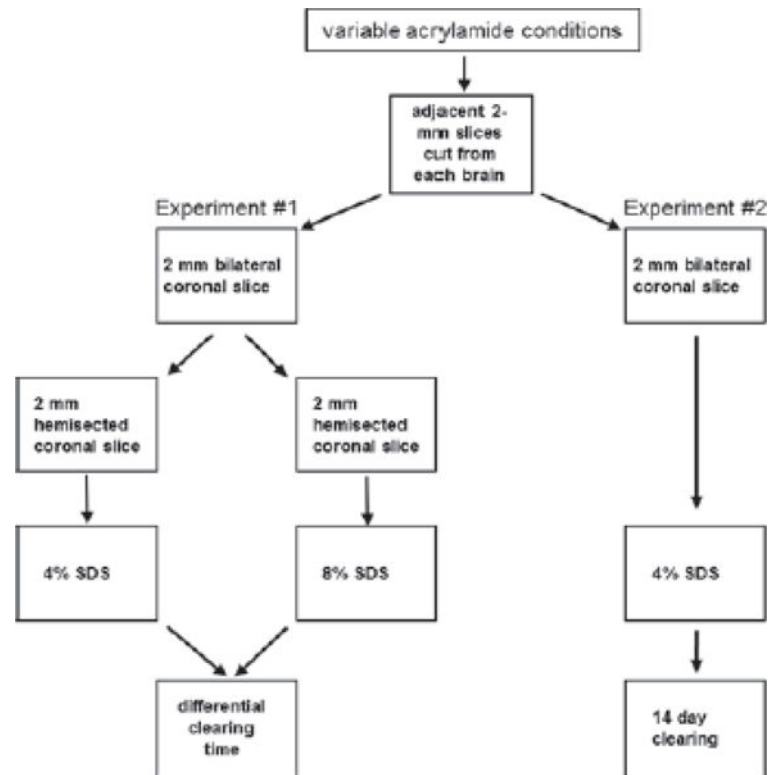 variable acrylamide conditions
adjacent 2-
mm slices
cut from
each brain
Experiment #1
Experiment #2
2 mm bilateral
coronal slice
2 mm bilateral
coronal slice
2 mm
hemisected
coronal slice
2 mm
hemisected
coronal slice
4% SDS
8% SDS
4% SDS
differential
clearing
time
14 day
clearing